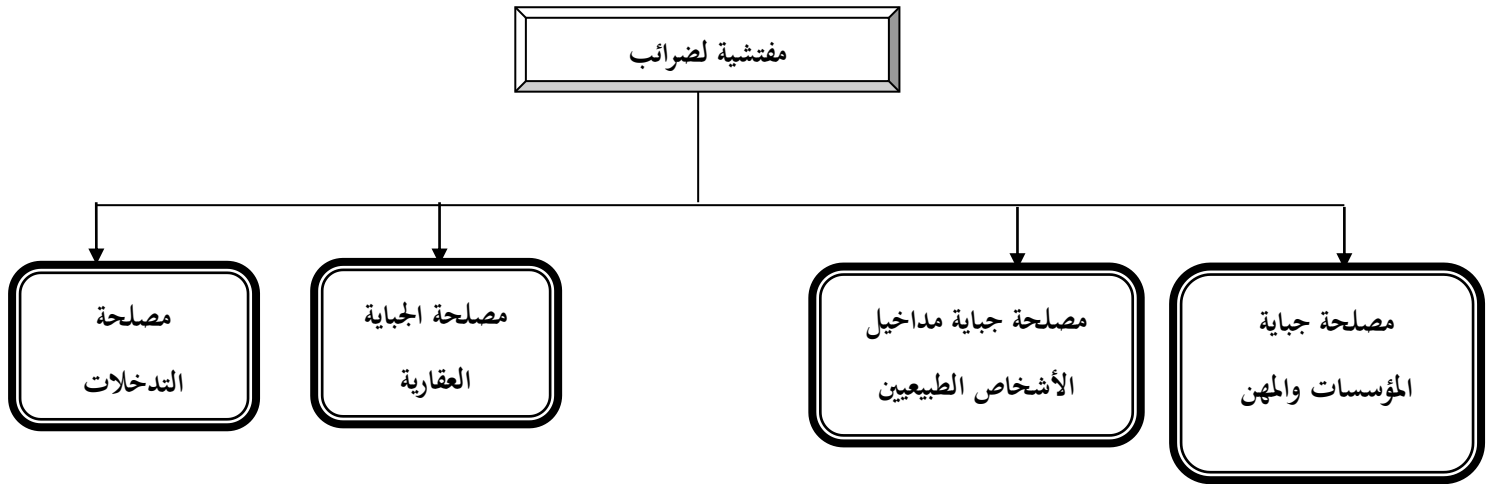 مفتشية لضرائب
مصلحة جباية
المؤسسات والمهن
مصلحة جباية مداخيل
الأشخاص الطبيعيين
مصلحة الجباية
العقارية
مصلحة
التدخلات